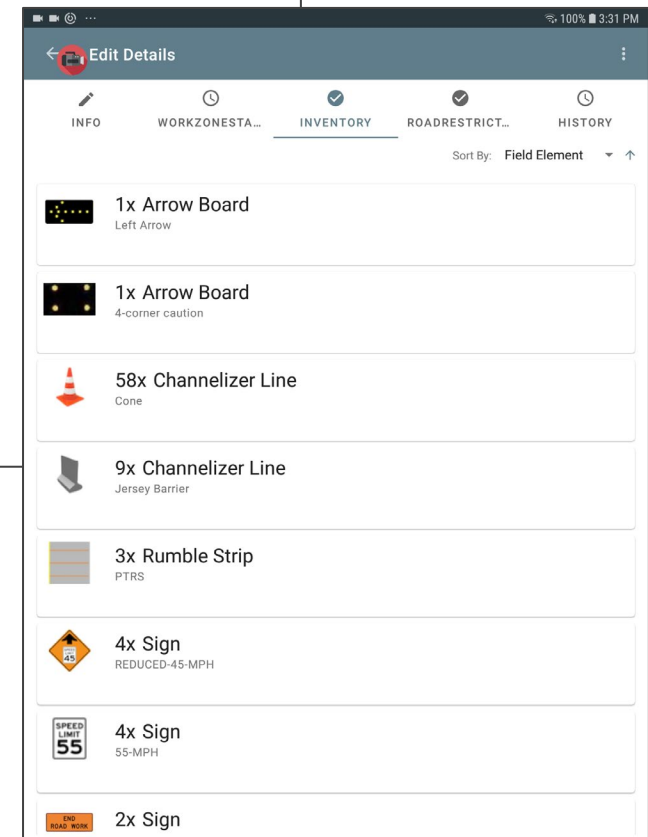 100% 3:31 PM
Edit Details
INFO WORKZONESTA... INVENTORY ROADRESTRICT... HISTORY
Sort By: Field Element
1x Arrow Board
Left Arrow
1x Arrow Board
4-corner caution
58x Channelizer Line
Cone
9x Channelizer Line
Jersey Barrier
3x Rumble Strip
PTRS
4x Sign
45
REDUCED-45-MPH
SPEED
LIMIT
55
4x Sign
55-MPH
END
ROAD WORK
2x Sign